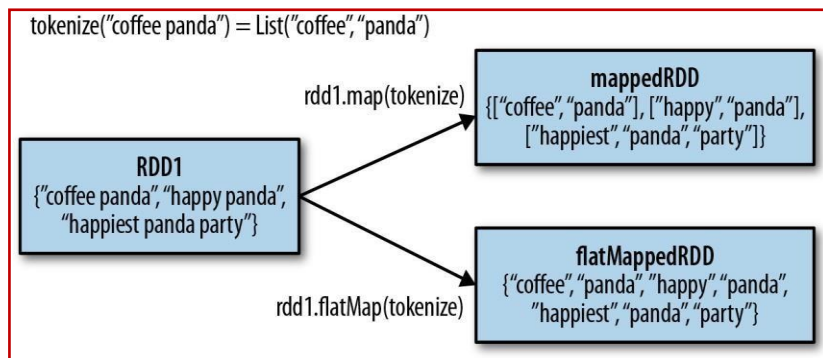 tokenize("coffee panda") = List("coffee", “panda”)
rdd1.map(tokenize)
mappedRDD
{[“coffee”, “panda”], [”happy”, “panda”],
[”happiest”, “panda”, “party”]}
RDD1
{”coffee panda”, “happy panda”,
“happiest panda party”}
rdd1.flatMap(tokenize)
flatMappedRDD
{“coffee”, “panda”, ”happy”, “panda”,
”happiest”, “panda”, “party”}